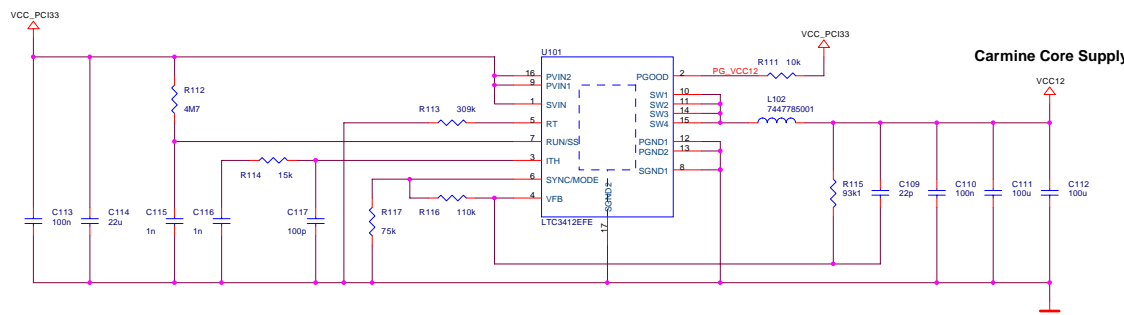 VCC_PCI33
VCC_PCI33
Carmine Core Supply
U101
R111 10k
PG_VCC12
VCC12
R112
4M7
16 PVIN2
9 PVIN1
1 SVIN
5 RT
7 RUN/SS
3 ITH
6 SYNC/MODE
4 VFB
PGOOD 2
SW1 10
SW2 11
SW3 14
SW4 15
PGND1 12
PGND2 13
SGND1 8
SGND2
17
LTC3412EFE
L102
7447785001
R113 309k
R114 15k
R116 110k
R117
75k
R115
93k1
C109
22p
C110
100n
C111
100u
C112
100u
C113
100n
C114
22u
C115
1n
C116
1n
C117
100p